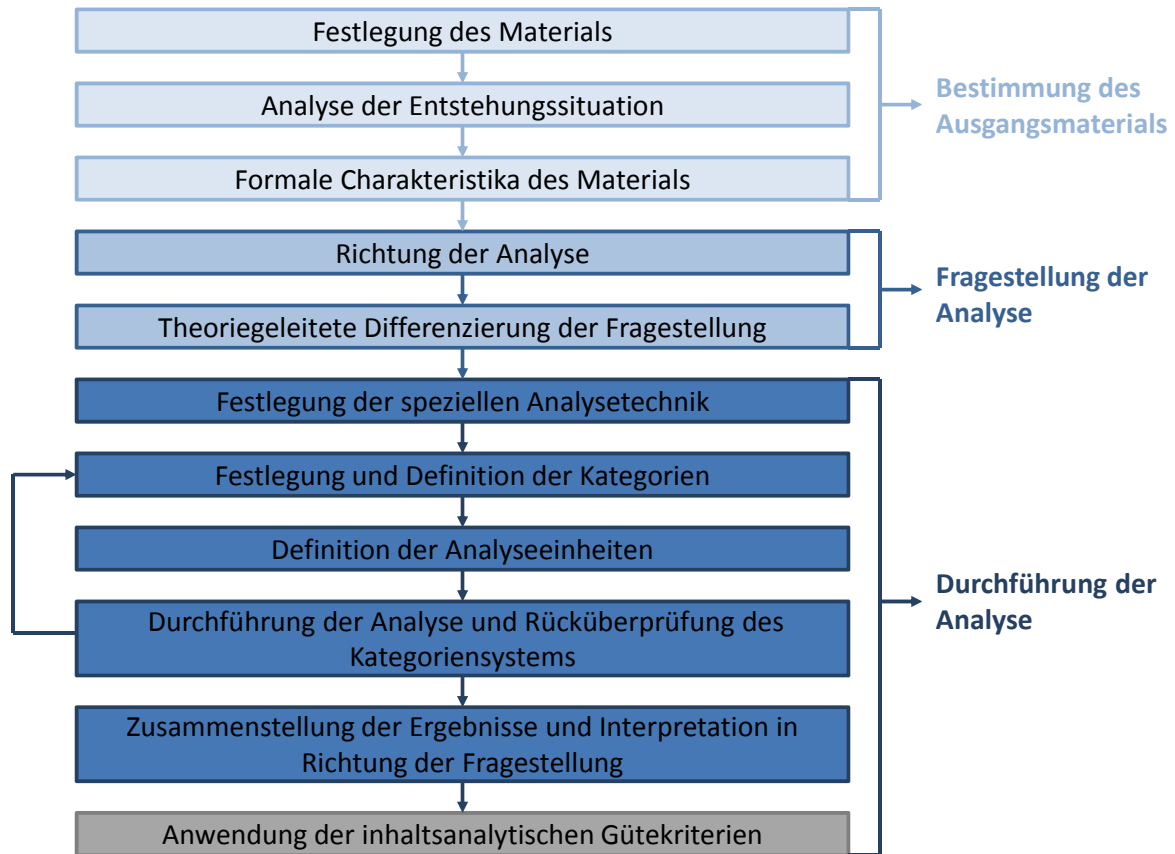 Festlegung des Materials
Analyse der Entstehungssituation
Formale Charakteristika des Materials
Bestimmung des
Ausgangsmaterials
Richtung der Analyse
Theoriegeleitete Differenzierung der Fragestellung
Fragestellung der
Analyse
Festlegung der speziellen Analysetechnik
Festlegung und Definition der Kategorien
Definition der Analyseeinheiten
Durchführung der Analyse und Rücküberprüfung des
Kategoriensystems
Zusammenstellung der Ergebnisse und Interpretation in
Richtung der Fragestellung
Anwendung der inhaltsanalytischen Gütekriterien
Durchführung der
Analyse